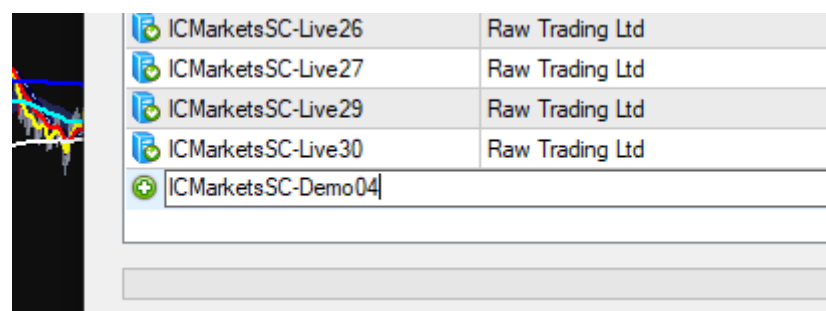 ICMarketsSC-Live26 Raw Trading Ltd
ICMarketsSC-Live27 Raw Trading Ltd
ICMarketsSC-Live29 Raw Trading Ltd
ICMarketsSC-Live30 Raw Trading Ltd
ICMarketsSC-Demo04